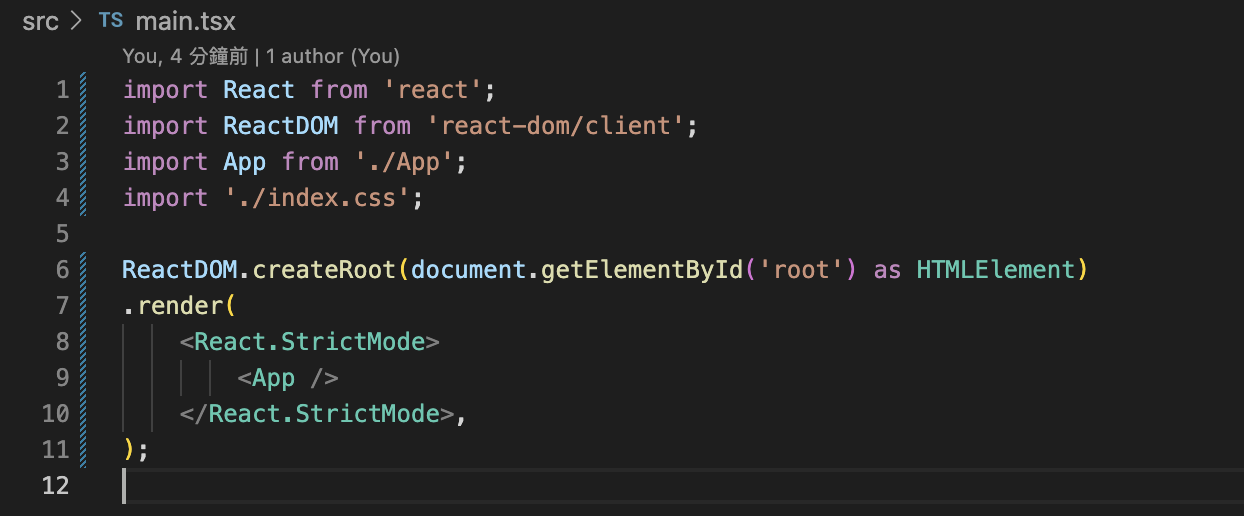 src > TS main.tsx
You, 4 分鐘前 | 1 author (You)
1 import React from 'react';
2 import ReactDOM from 'react-dom/client';
3 import App from './App';
4 import './index.css';
5
6 ReactDOM.createRoot(document.getElementById('root') as HTMLElement)
7 .render(
8     <React.StrictMode>
9         <App />
10     </React.StrictMode>,
11 );
12